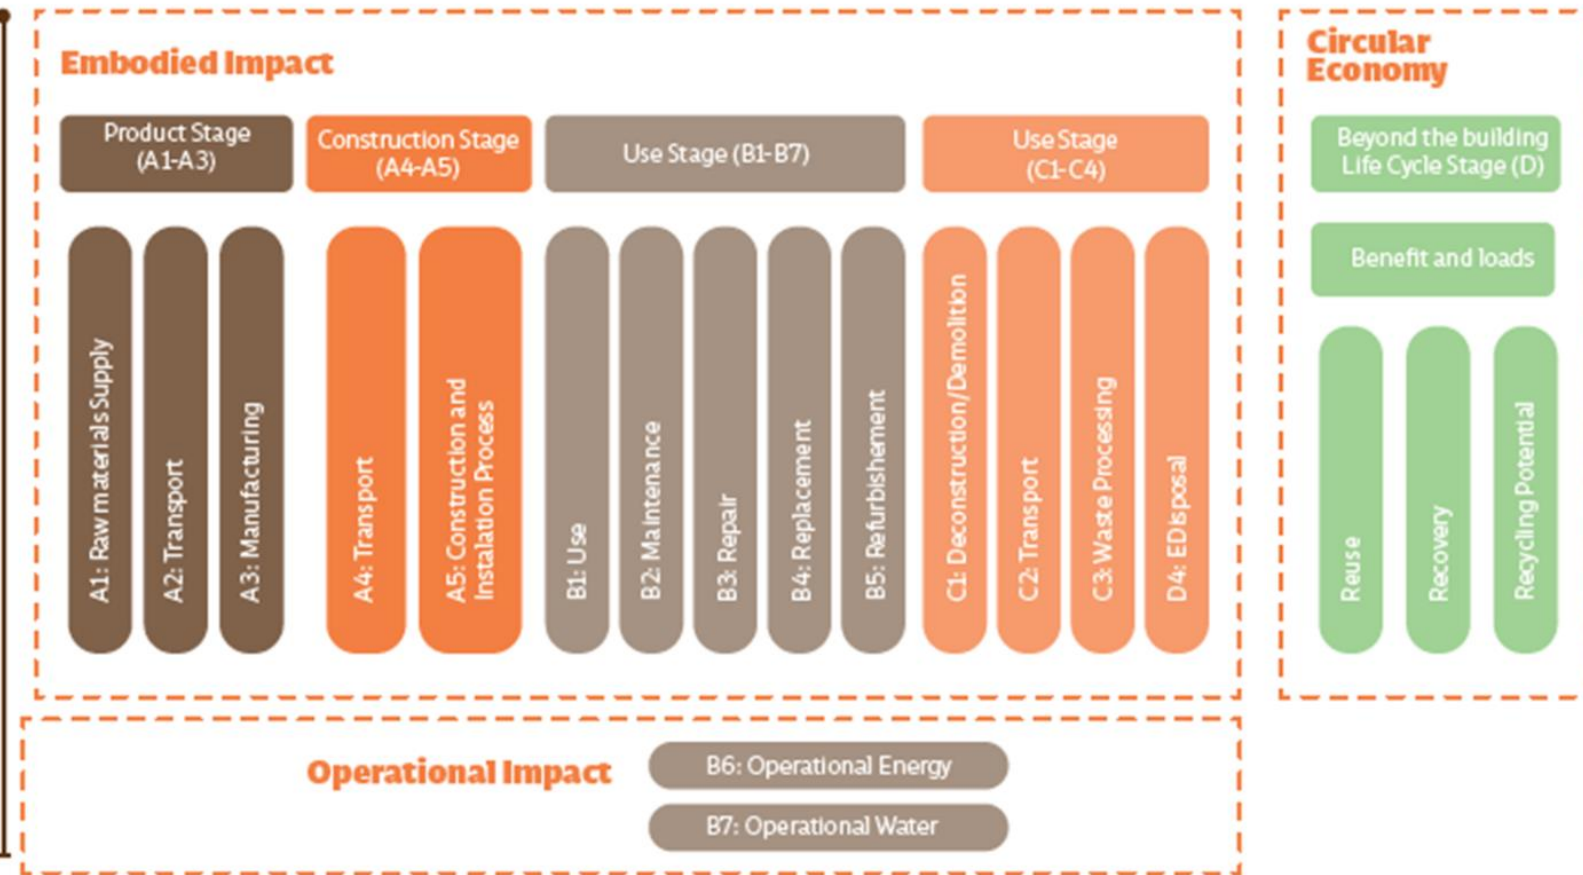 Embodied Impact
Circular
Economy
Product Stage
(A1-A3)
Construction Stage
(A4-A5)
Use Stage (B1-B7)
Use Stage
(C1-C4)
Beyond the building
Life Cycle Stage (D)
Benefit and loads
A1: Raw materials Supply
A2: Transport
A3: Manufacturing
A4: Transport
A5: Construction and
Instalation Process
B1: Use
B2: Maintenance
B3: Repair
B4: Replacement
B5: Refurbishement
C1: Deconstruction/Demolition
C2: Transport
C3: Waste Processing
D4: EDisposal
Reuse
Recovery
Recycling Potential
Operational Impact
B6: Operational Energy
B7: Operational Water